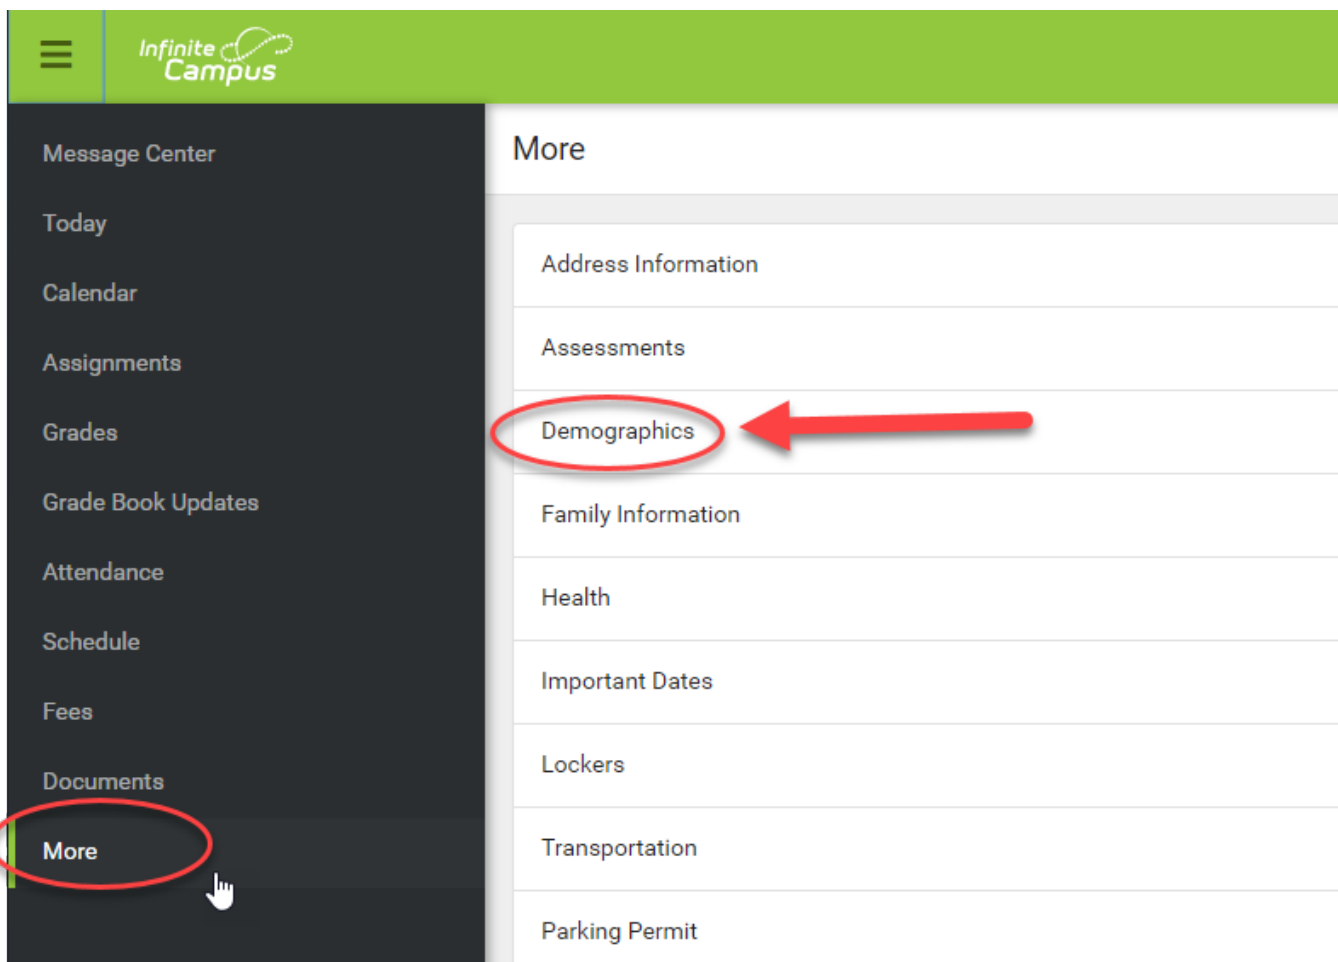 Infinite
Campus
Message Center
Today
Calendar
Assignments
Grades
Grade Book Updates
Attendance
Schedule
Fees
Documents
More
More
Address Information
Assessments
Demographics
Family Information
Health
Important Dates
Lockers
Transportation
Parking Permit